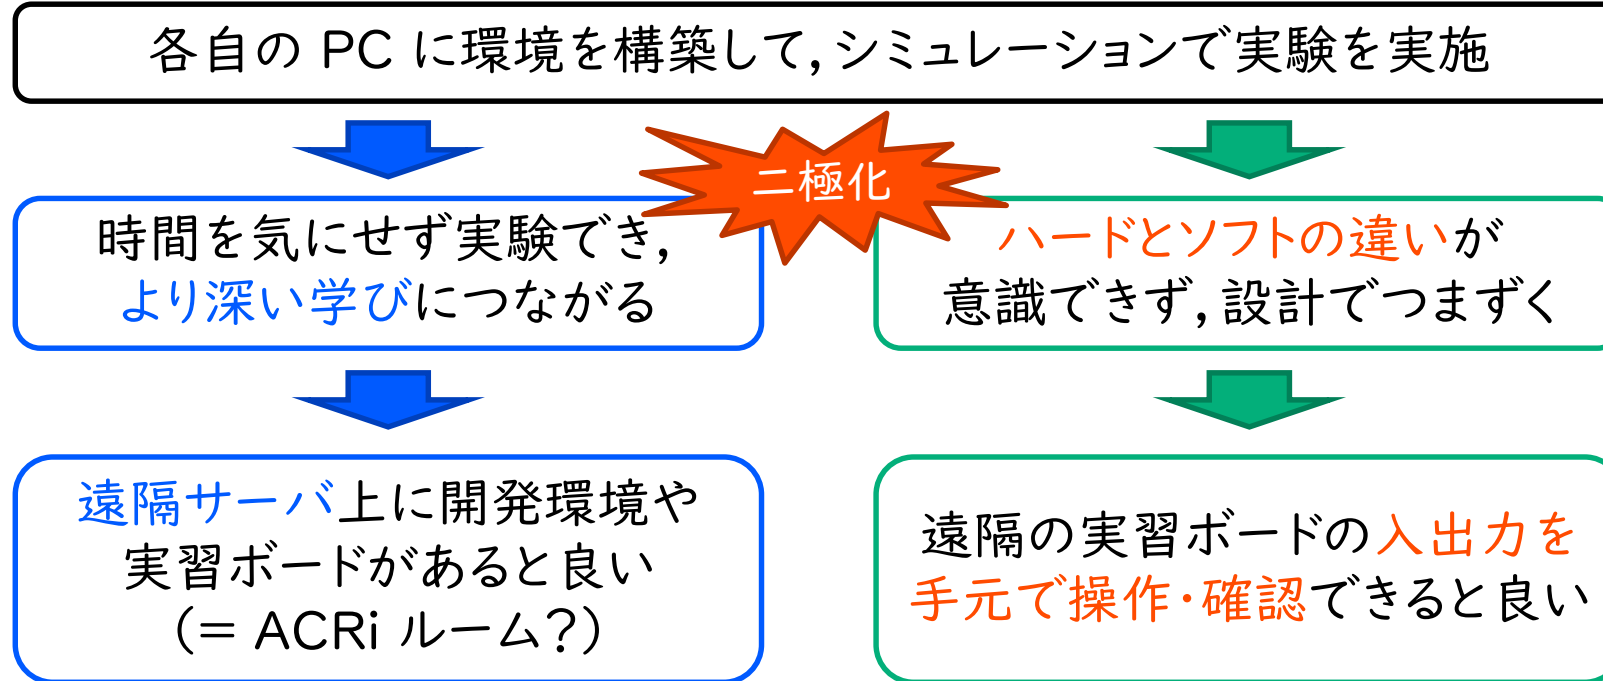 各自の PC に環境を構築して, シミュレーションで実験を実施
二極化
時間を気にせず実験でき,
より深い学びにつながる
ハードとソフトの違いが
意識できず, 設計でつまずく
遠隔サーバ上に開発環境や
実習ボードがあると良い
(= ACRi ルーム?)
遠隔の実習ボードの入出力を
手元で操作・確認できると良い